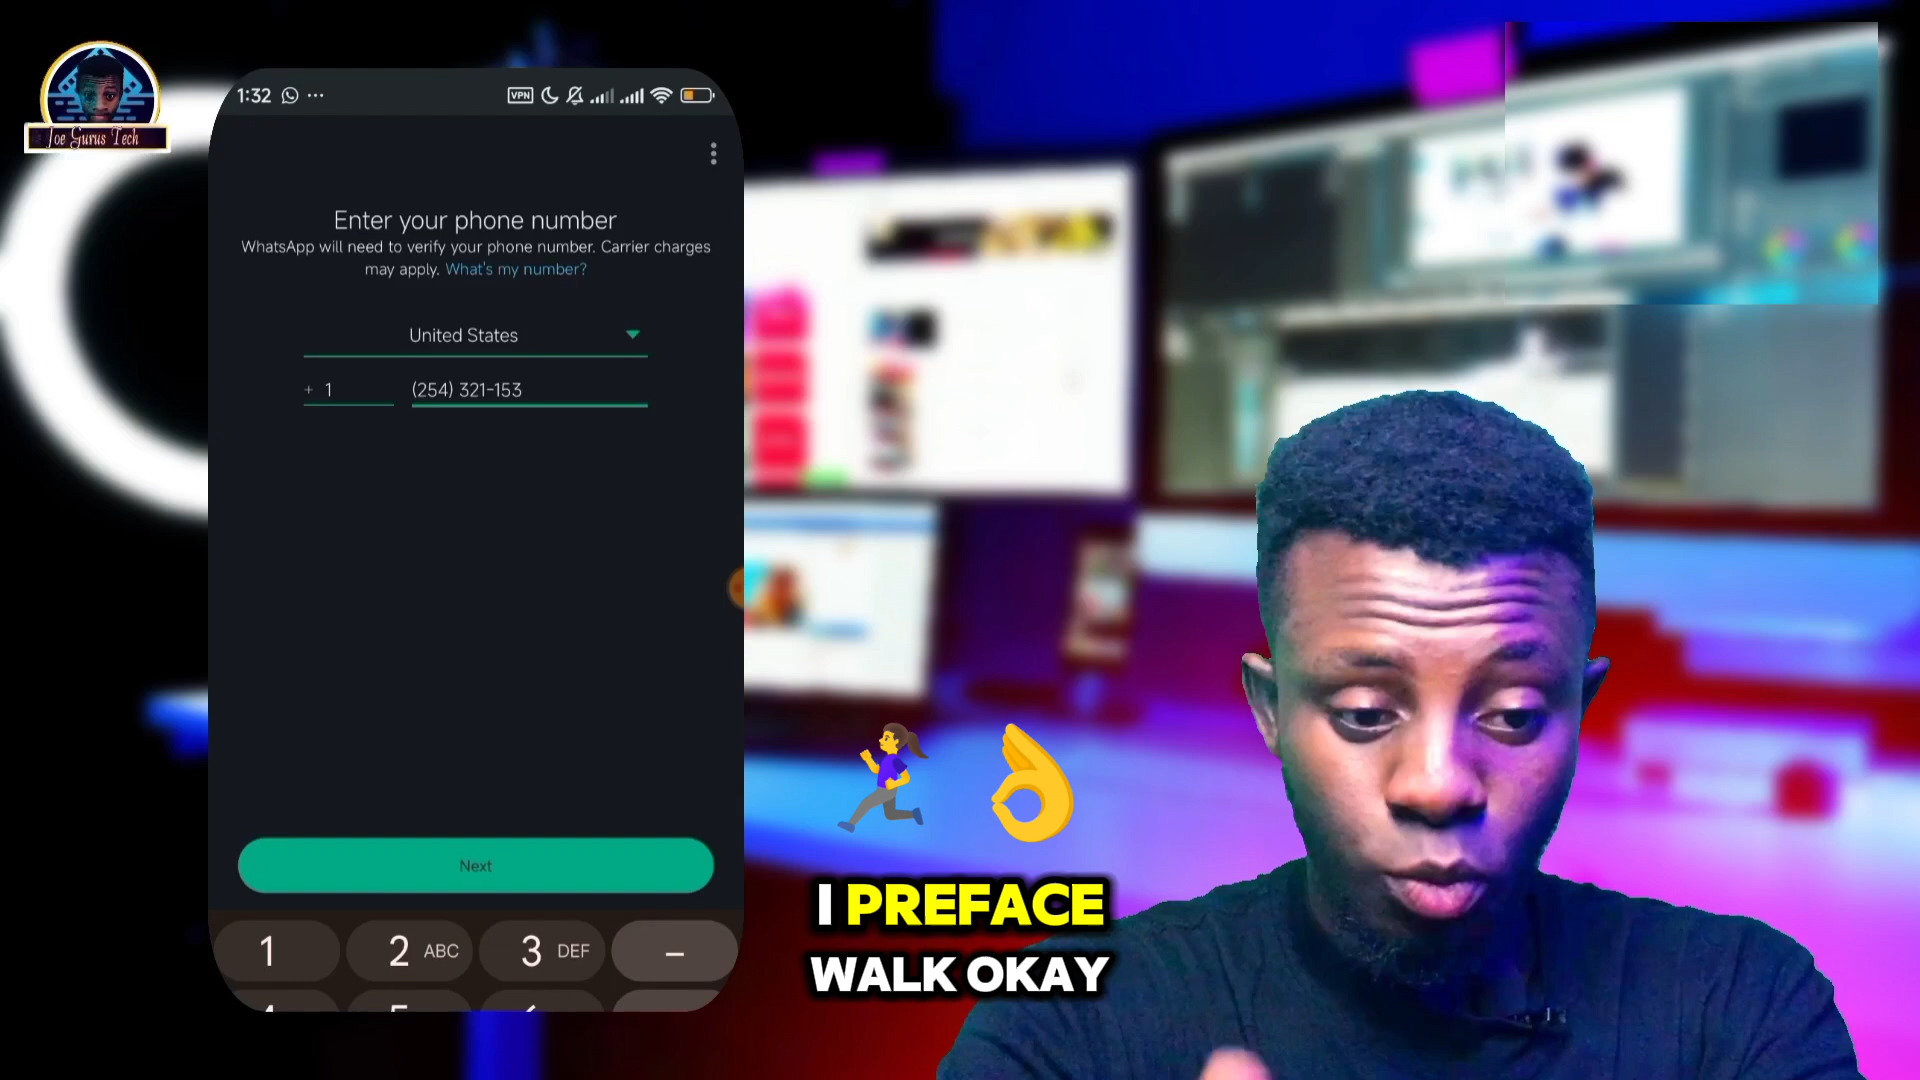 Joe Gurus Tech
1:32
VPN
Enter your phone number
WhatsApp will need to verify your phone number. Carrier charges
may apply. What's my number?
United States
+ 1 (254) 321-153
Next
1 2 ABC 3 DEF –
I PREFACE
WALK OKAY